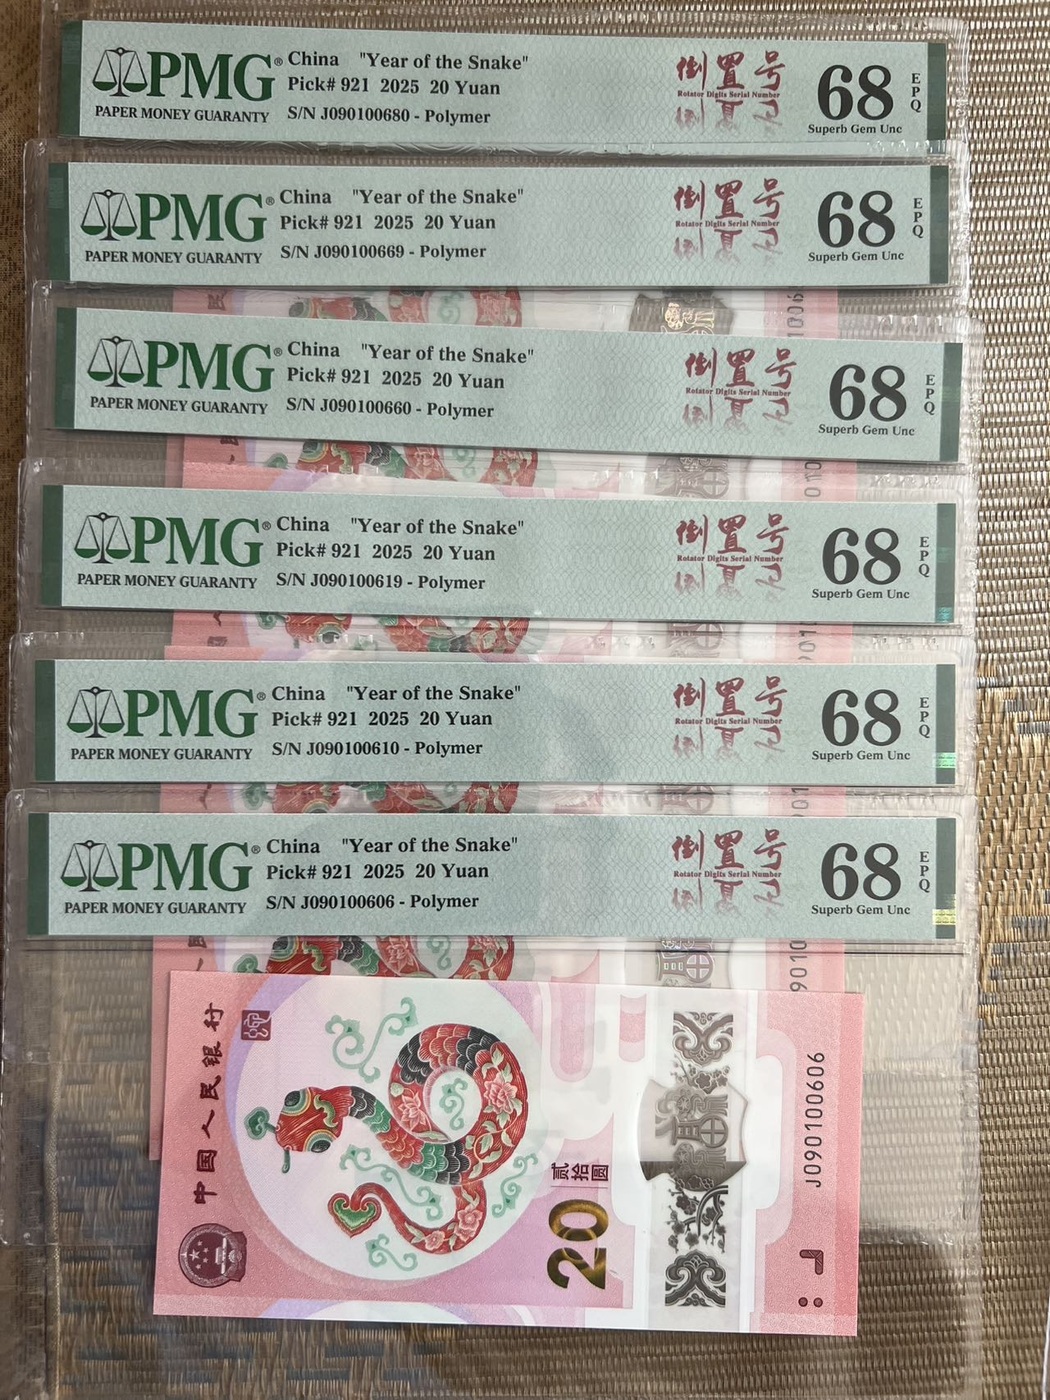 PMG®
PAPER MONEY GUARANTY
China "Year of the Snake"
Pick# 921 2025 20 Yuan
S/N J090100680 - Polymer
倒置号
Rotator Digits Serial Number
68
EPQ
Superb Gem Unc
PMG®
PAPER MONEY GUARANTY
China "Year of the Snake"
Pick# 921 2025 20 Yuan
S/N J090100669 - Polymer
倒置号
Rotator Digits Serial Number
68
EPQ
Superb Gem Unc
PMG®
PAPER MONEY GUARANTY
China "Year of the Snake"
Pick# 921 2025 20 Yuan
S/N J090100660 - Polymer
倒置号
Rotator Digits Serial Number
68
EPQ
Superb Gem Unc
PMG®
PAPER MONEY GUARANTY
China "Year of the Snake"
Pick# 921 2025 20 Yuan
S/N J090100619 - Polymer
倒置号
Rotator Digits Serial Number
68
EPQ
Superb Gem Unc
PMG®
PAPER MONEY GUARANTY
China "Year of the Snake"
Pick# 921 2025 20 Yuan
S/N J090100610 - Polymer
倒置号
Rotator Digits Serial Number
68
EPQ
Superb Gem Unc
PMG®
PAPER MONEY GUARANTY
China "Year of the Snake"
Pick# 921 2025 20 Yuan
S/N J090100606 - Polymer
倒置号
Rotator Digits Serial Number
68
EPQ
Superb Gem Unc
中国人民银行
贰拾圆
20
J090100606